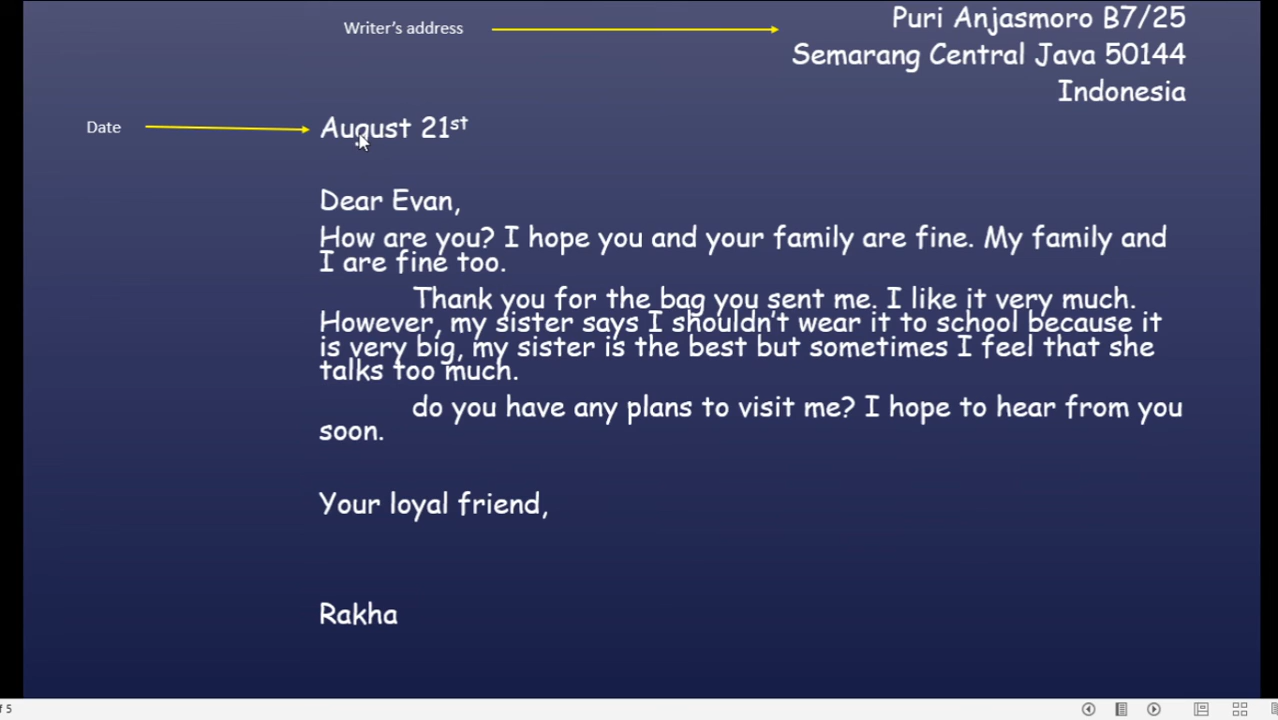 Writer's address
Puri Anjasmoro B7/25
Semarang Central Java 50144
Indonesia
Date
August 21st
Dear Evan,
How are you? I hope you and your family are fine. My family and
I are fine too.
Thank you for the bag you sent me. I like it very much.
However, my sister says I shouldn't wear it to school because it
is very big, my sister is the best but sometimes I feel that she
talks too much.
do you have any plans to visit me? I hope to hear from you
soon.
Your loyal friend,
Rakha
of 5